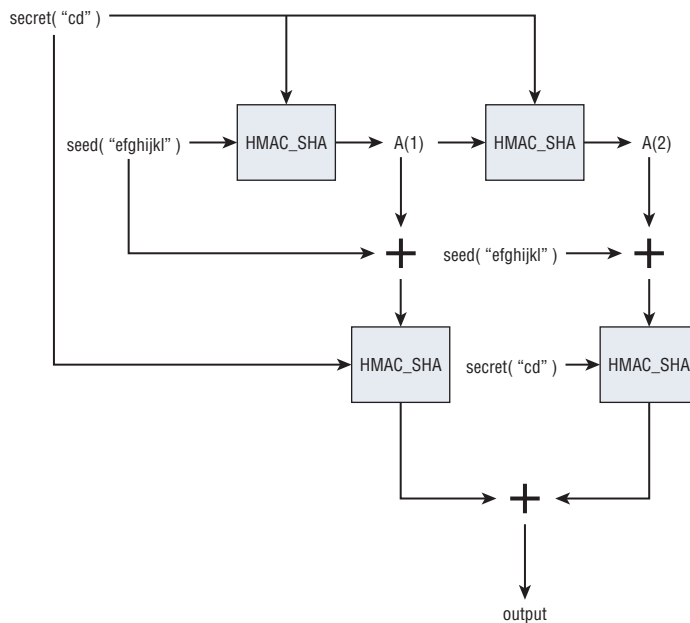 secret( “cd” )
seed( “efghijkl” )
HMAC_SHA
A(1)
HMAC_SHA
A(2)
+
seed( “efghijkl” )
+
HMAC_SHA
secret( “cd” )
HMAC_SHA
+
output